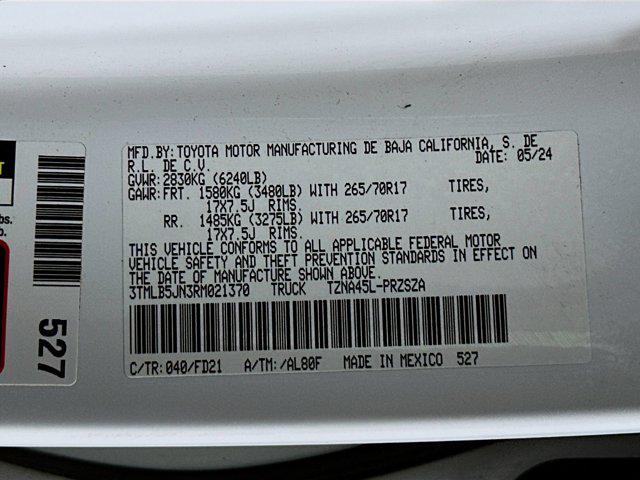 MFD.BY:TOYOTA MOTOR MANUFACTURING DE BAJA CALIFORNIA, S. DE
R.L. DE C.V. DATE: 05/24
GVWR:2830KG (6240LB)
GAWR:FRT. 1580KG (3480LB) WITH 265/70R17 TIRES,
17X7.5J RIMS.
RR. 1485KG (3275LB) WITH 265/70R17 TIRES,
17X7.5J RIMS.
THIS VEHICLE CONFORMS TO ALL APPLICABLE FEDERAL MOTOR
VEHICLE SAFETY AND THEFT PREVENTION STANDARDS IN EFFECT ON
THE DATE OF MANUFACTURE SHOWN ABOVE.
3TMLB5JN3RM021370 TRUCK TZNA45L-PRZSZA
C/TR:040/FD21 A/TM:/AL80F MADE IN MEXICO 527
527
lbs.